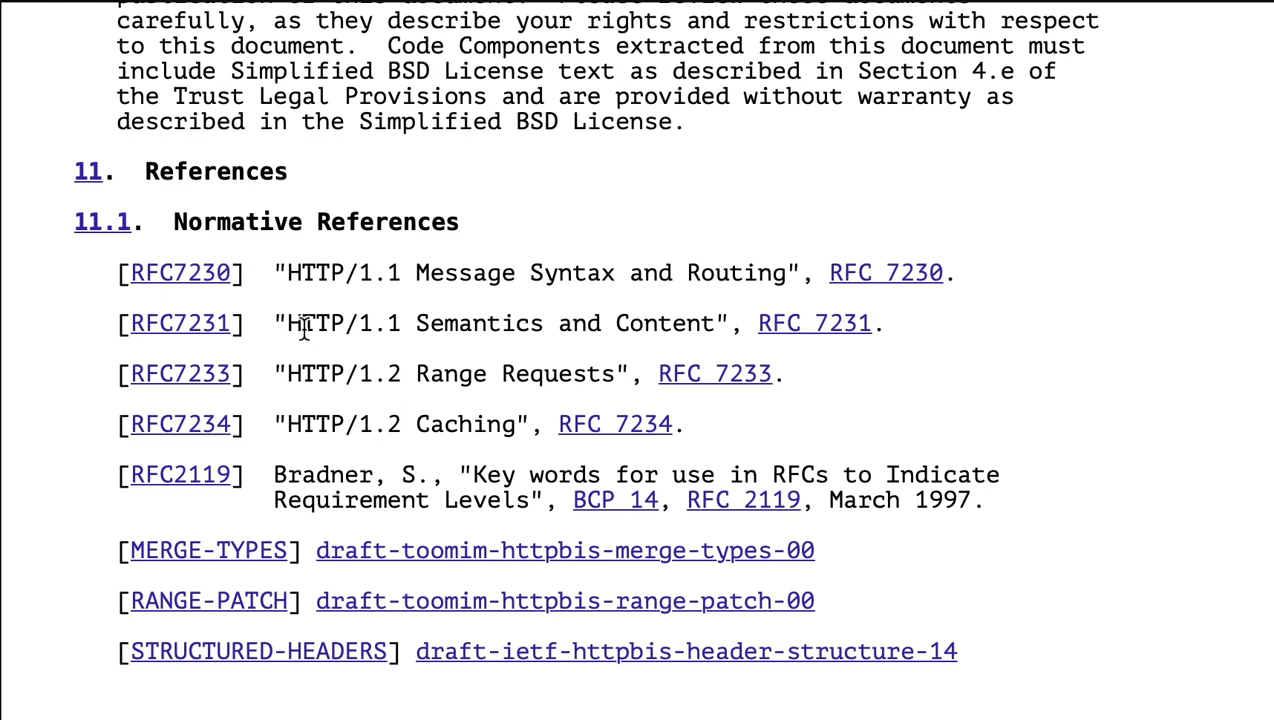 carefully, as they describe your rights and restrictions with respect
to this document.  Code Components extracted from this document must
include Simplified BSD License text as described in Section 4.e of
the Trust Legal Provisions and are provided without warranty as
described in the Simplified BSD License.
11.  References
11.1.  Normative References
[RFC7230]  "HTTP/1.1 Message Syntax and Routing", RFC 7230.
[RFC7231]  "HTTP/1.1 Semantics and Content", RFC 7231.
[RFC7233]  "HTTP/1.2 Range Requests", RFC 7233.
[RFC7234]  "HTTP/1.2 Caching", RFC 7234.
[RFC2119]  Bradner, S., "Key words for use in RFCs to Indicate
Requirement Levels", BCP 14, RFC 2119, March 1997.
[MERGE-TYPES] draft-toomim-httpbis-merge-types-00
[RANGE-PATCH] draft-toomim-httpbis-range-patch-00
[STRUCTURED-HEADERS] draft-ietf-httpbis-header-structure-14